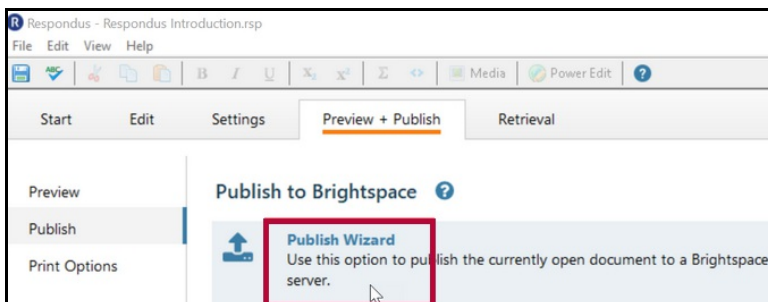 R Respondus - Respondus Introduction.rsp
File Edit View Help
ABC B I U X₂ x² Σ <> Media Power Edit ?
Start Edit Settings Preview + Publish Retrieval
Preview
Publish to Brightspace ?
Publish
Publish Wizard
Use this option to publish the currently open document to a Brightspace
server.
Print Options